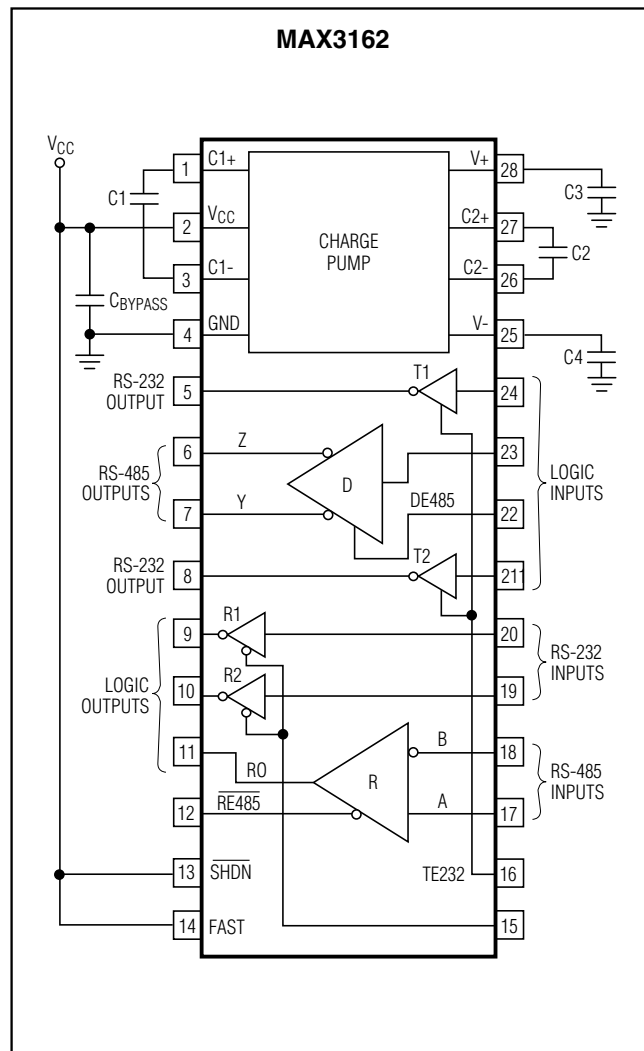 MAX3162
VCC
1 C1+ V+ 28
C1 C3
2 VCC C2+ 27
CHARGE
PUMP
C2
3 C1- C2- 26
CBYPASS
4 GND V- 25
C4
RS-232
OUTPUT
5 T1 24
6 Z 23
RS-485
OUTPUTS
D
LOGIC
INPUTS
7 Y DE485 22
RS-232
OUTPUT
8 T2 211
9 R1 20
RS-232
INPUTS
LOGIC
OUTPUTS
10 R2 19
11 RO B 18
R
RS-485
INPUTS
12 RE485 A 17
13 SHDN TE232 16
14 FAST 15